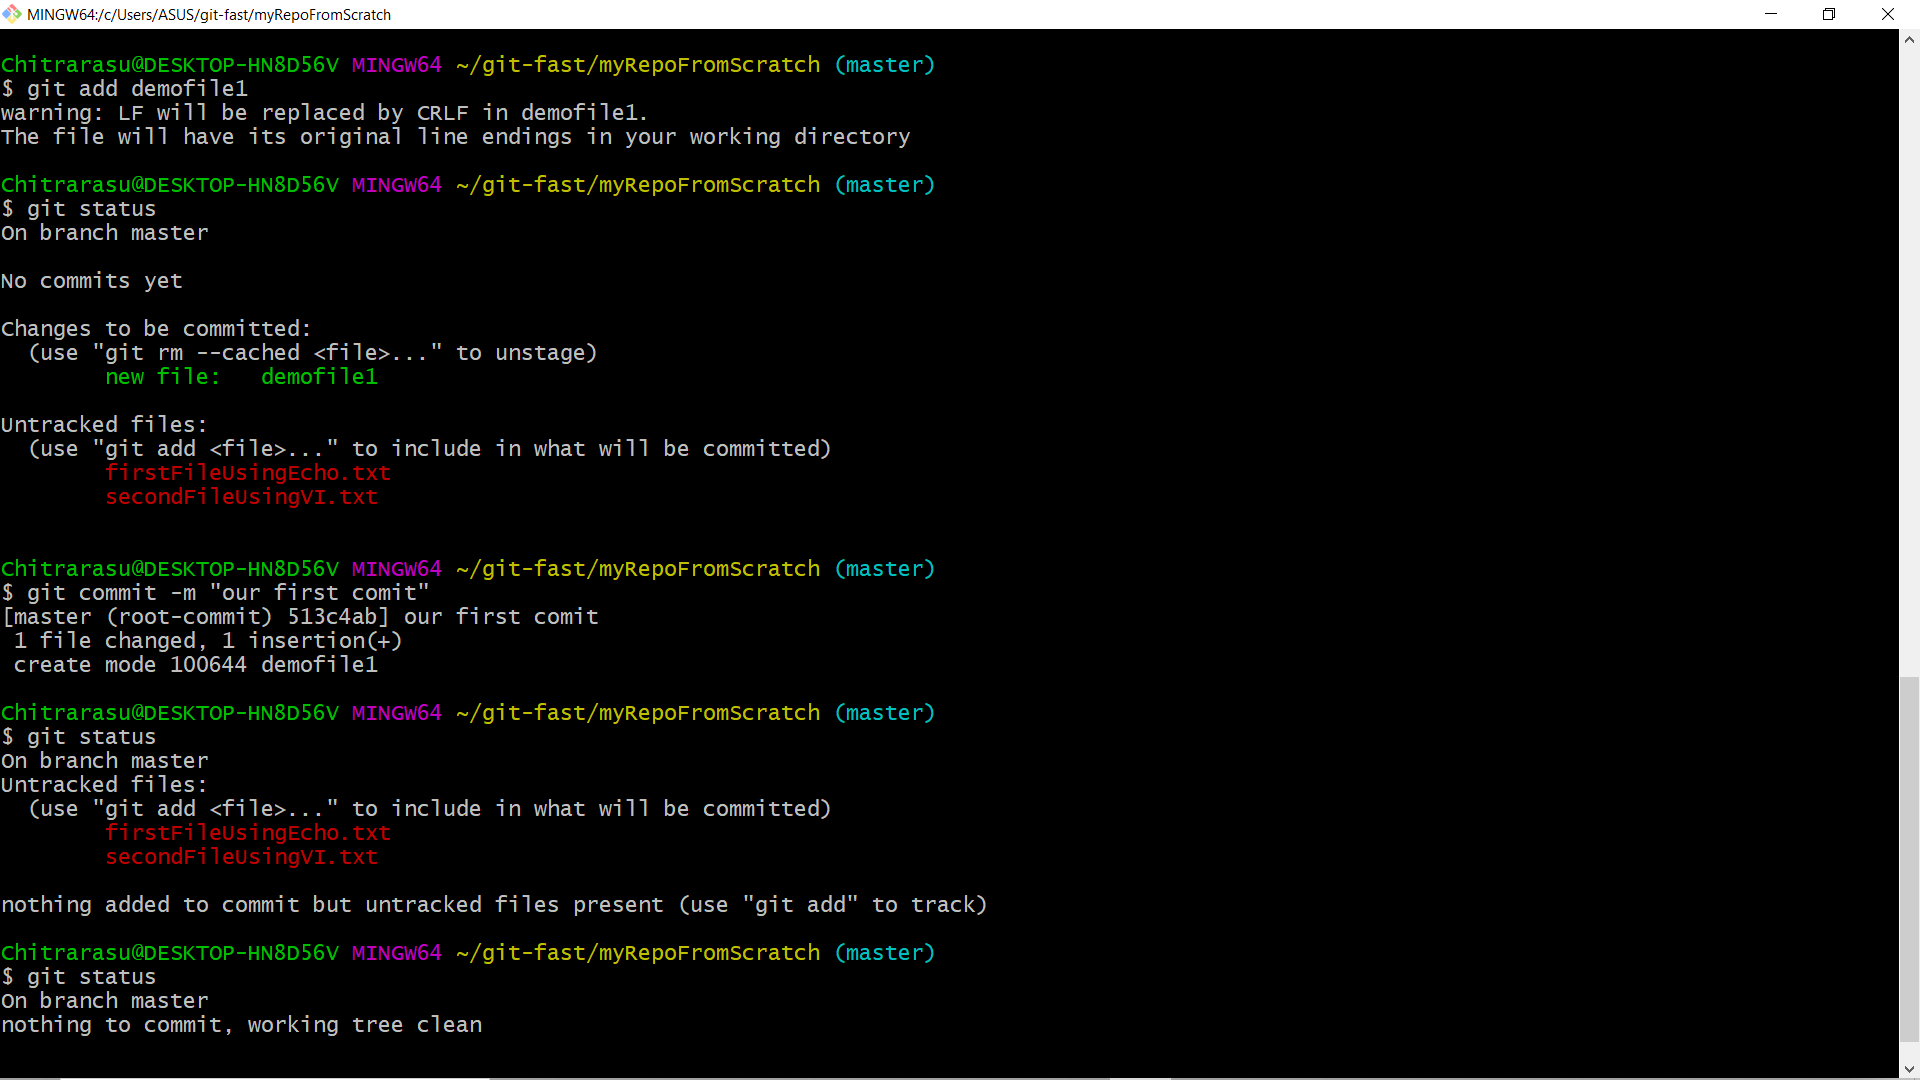 MINGW64:/c/Users/ASUS/git-fast/myRepoFromScratch
Chitrarasu@DESKTOP-HN8D56V MINGW64 ~/git-fast/myRepoFromScratch (master)
$ git add demofile1
warning: LF will be replaced by CRLF in demofile1.
The file will have its original line endings in your working directory
Chitrarasu@DESKTOP-HN8D56V MINGW64 ~/git-fast/myRepoFromScratch (master)
$ git status
On branch master
No commits yet
Changes to be committed:
  (use "git rm --cached <file>..." to unstage)
        new file:   demofile1
Untracked files:
  (use "git add <file>..." to include in what will be committed)
        firstFileUsingEcho.txt
        secondFileUsingVI.txt
Chitrarasu@DESKTOP-HN8D56V MINGW64 ~/git-fast/myRepoFromScratch (master)
$ git commit -m "our first comit"
[master (root-commit) 513c4ab] our first comit
 1 file changed, 1 insertion(+)
 create mode 100644 demofile1
Chitrarasu@DESKTOP-HN8D56V MINGW64 ~/git-fast/myRepoFromScratch (master)
$ git status
On branch master
Untracked files:
  (use "git add <file>..." to include in what will be committed)
        firstFileUsingEcho.txt
        secondFileUsingVI.txt
nothing added to commit but untracked files present (use "git add" to track)
Chitrarasu@DESKTOP-HN8D56V MINGW64 ~/git-fast/myRepoFromScratch (master)
$ git status
On branch master
nothing to commit, working tree clean